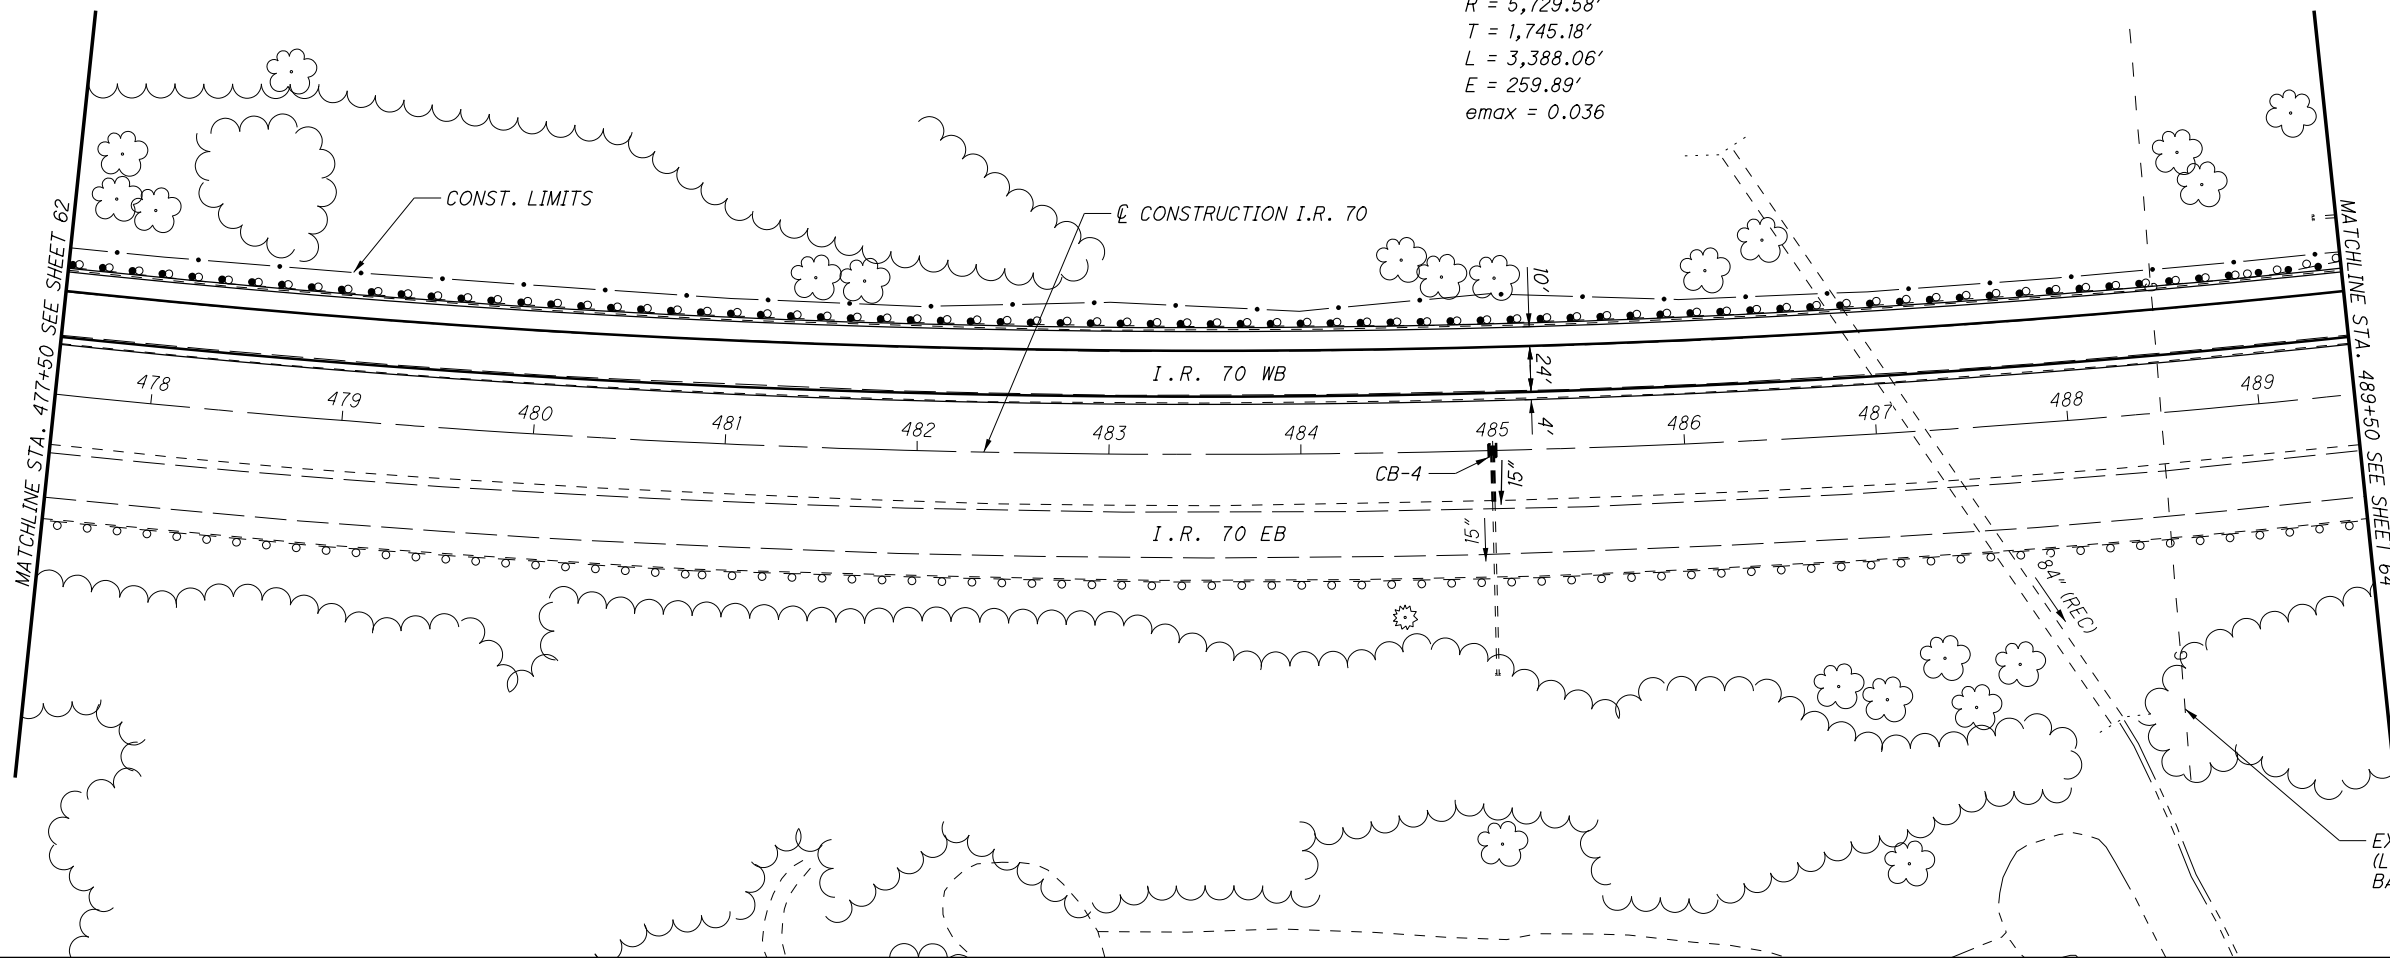 R = 5,729.58'
T = 1,745.18'
L = 3,388.06'
E = 259.89'
emax = 0.036
MATCHLINE STA. 477+50 SEE SHEET 62
CONST. LIMITS
℄ CONSTRUCTION I.R. 70
MATCHLINE STA. 489+50 SEE SHEET 64
10'
I.R. 70 WB
24'
4'
478
479
480
481
482
483
484
485
486
487
488
489
CB-4
15"
15"
I.R. 70 EB
84" (REC)